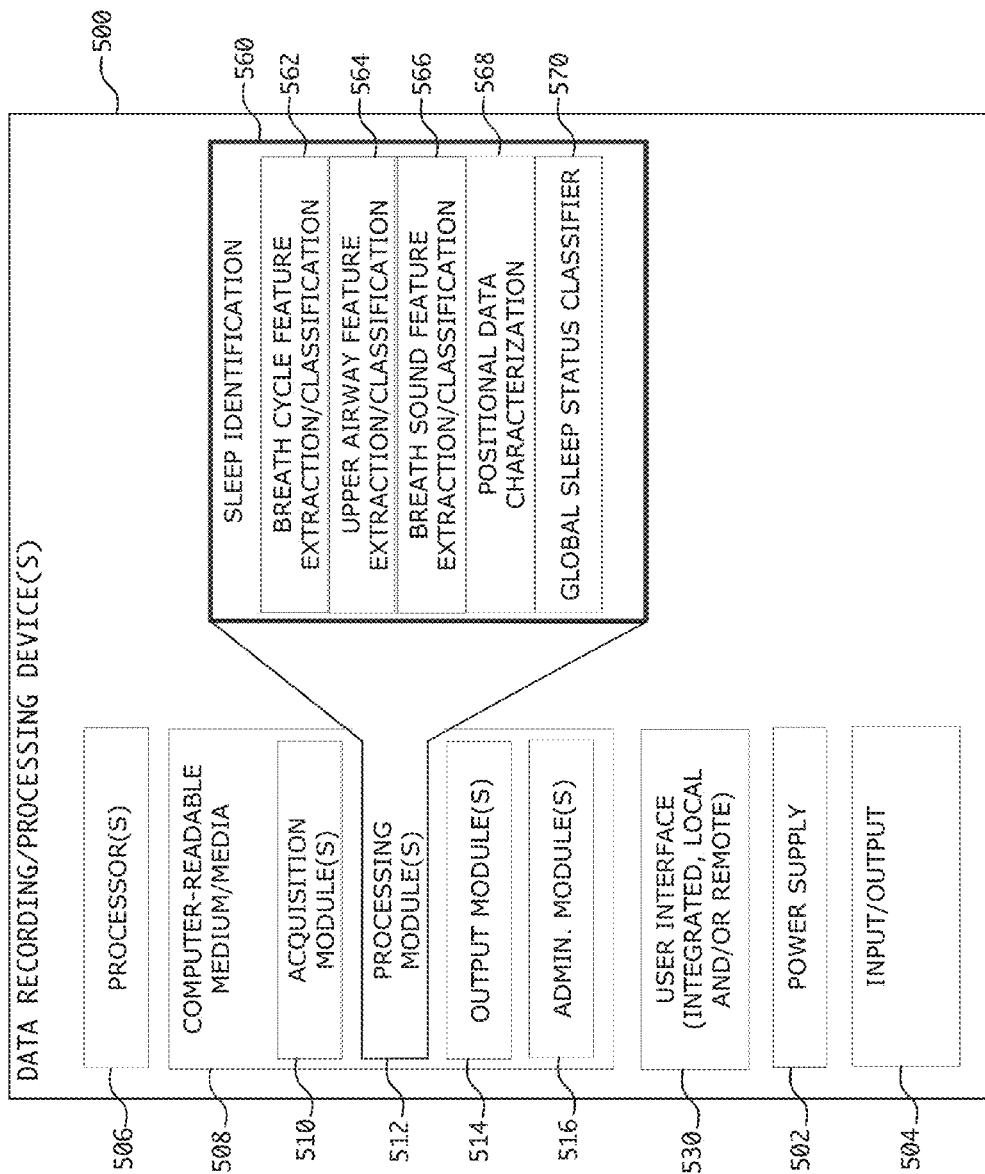 DATA RECORDING/PROCESSING DEVICE(S)
500
506
PROCESSOR(S)
508
COMPUTER-READABLE
MEDIUM/MEDIA
510
ACQUISITION
MODULE(S)
512
PROCESSING
MODULE(S)
514
OUTPUT MODULE(S)
516
ADMIN. MODULE(S)
530
USER INTERFACE
(INTEGRATED, LOCAL
AND/OR REMOTE)
502
POWER SUPPLY
504
INPUT/OUTPUT
560
SLEEP IDENTIFICATION
562
BREATH CYCLE FEATURE
EXTRACTION/CLASSIFICATION
564
UPPER AIRWAY FEATURE
EXTRACTION/CLASSIFICATION
566
BREATH SOUND FEATURE
EXTRACTION/CLASSIFICATION
568
POSITIONAL DATA
CHARACTERIZATION
570
GLOBAL SLEEP STATUS CLASSIFIER